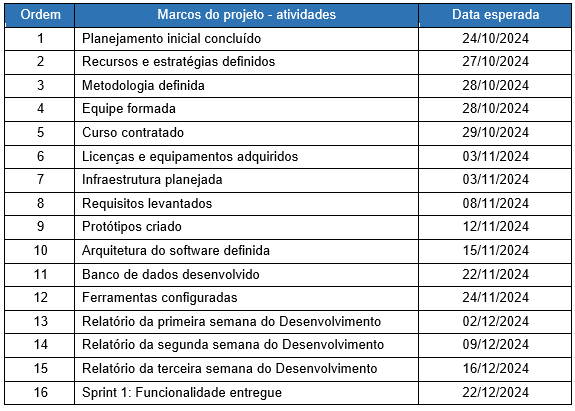 Ordem Marcos do projeto - atividades Data esperada
1 Planejamento inicial concluído 24/10/2024
2 Recursos e estratégias definidos 27/10/2024
3 Metodologia definida 28/10/2024
4 Equipe formada 28/10/2024
5 Curso contratado 29/10/2024
6 Licenças e equipamentos adquiridos 03/11/2024
7 Infraestrutura planejada 03/11/2024
8 Requisitos levantados 08/11/2024
9 Protótipos criado 12/11/2024
10 Arquitetura do software definida 15/11/2024
11 Banco de dados desenvolvido 22/11/2024
12 Ferramentas configuradas 24/11/2024
13 Relatório da primeira semana do Desenvolvimento 02/12/2024
14 Relatório da segunda semana do Desenvolvimento 09/12/2024
15 Relatório da terceira semana do Desenvolvimento 16/12/2024
16 Sprint 1: Funcionalidade entregue 22/12/2024